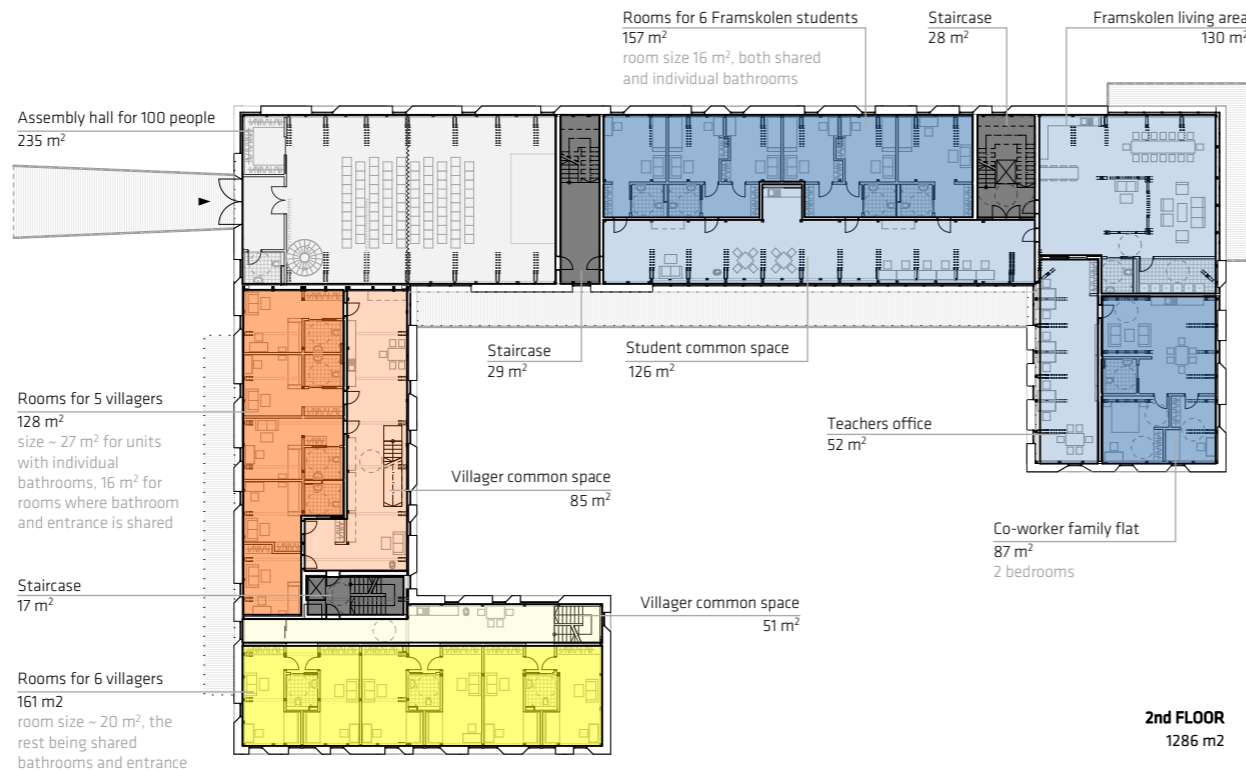 Rooms for 6 Framskolen students
157 m²
room size 16 m², both shared
and individual bathrooms
Staircase
28 m²
Framskolen living area
130 m²
Assembly hall for 100 people
235 m²
Staircase
29 m²
Student common space
126 m²
Rooms for 5 villagers
128 m²
size ~ 27 m² for units
with individual
bathrooms, 16 m² for
rooms where bathroom
and entrance is shared
Teachers office
52 m²
Villager common space
85 m²
Co-worker family flat
87 m²
2 bedrooms
Staircase
17 m²
Villager common space
51 m²
Rooms for 6 villagers
161 m2
room size ~ 20 m², the
rest being shared
bathrooms and entrance
2nd FLOOR
1286 m2